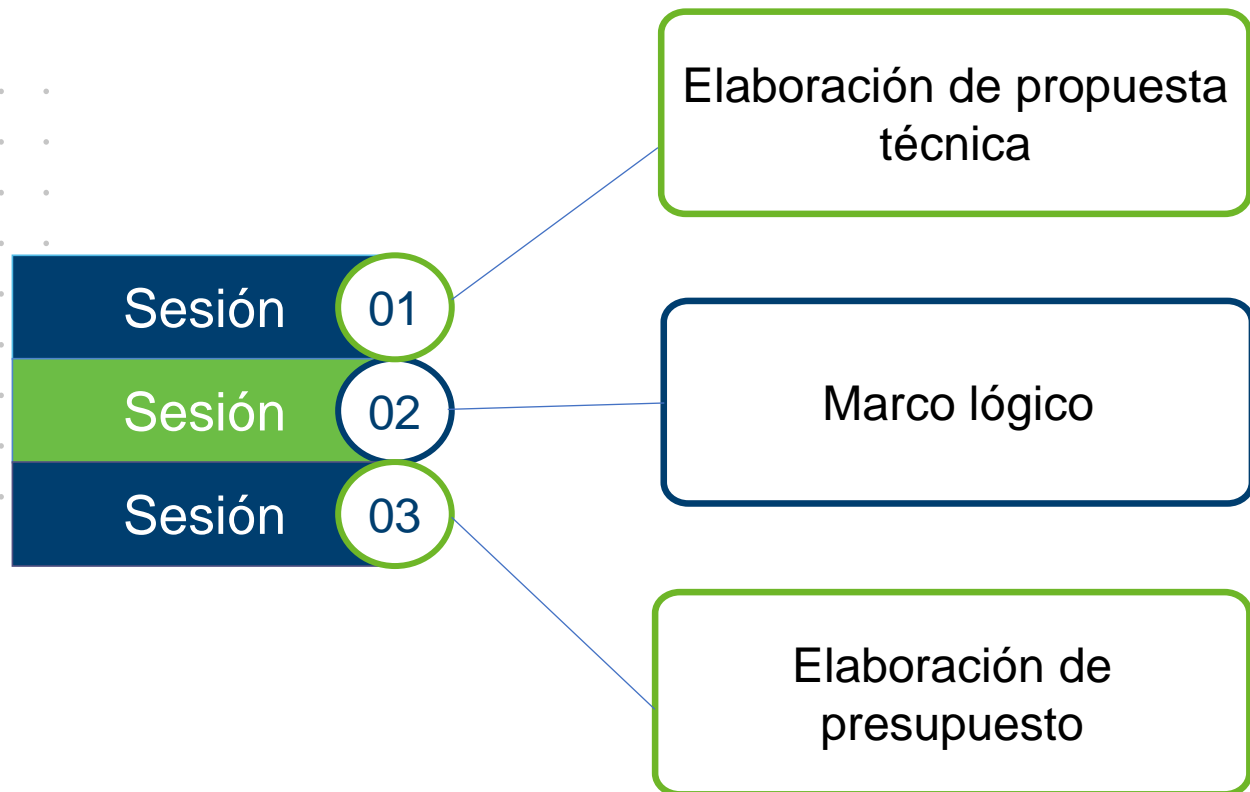 Elaboración de propuesta
técnica
Sesión 01
Marco lógico
Sesión 02
Sesión 03
Elaboración de
presupuesto